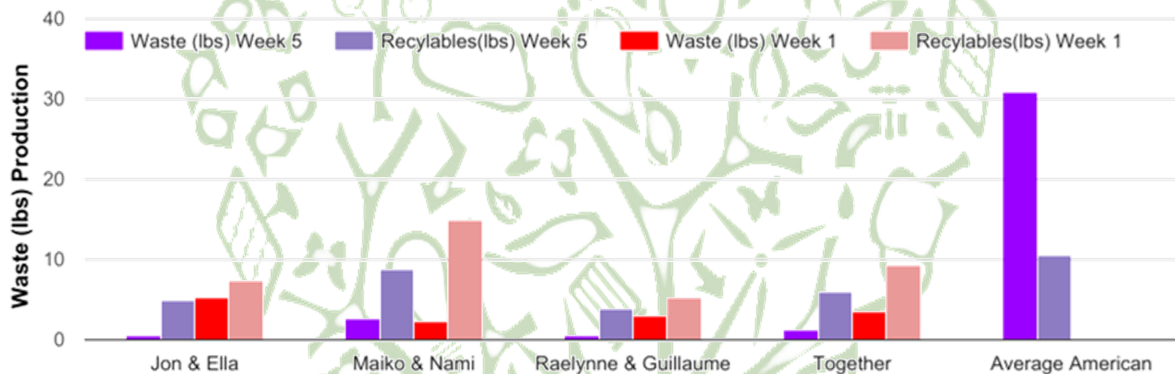 40
Waste (lbs) Week 5 Recylables(lbs) Week 5 Waste (lbs) Week 1 Recylables(lbs) Week 1
30
20
10
0
Waste (lbs) Production
Jon & Ella Maiko & Nami Raelynne & Guillaume Together Average American